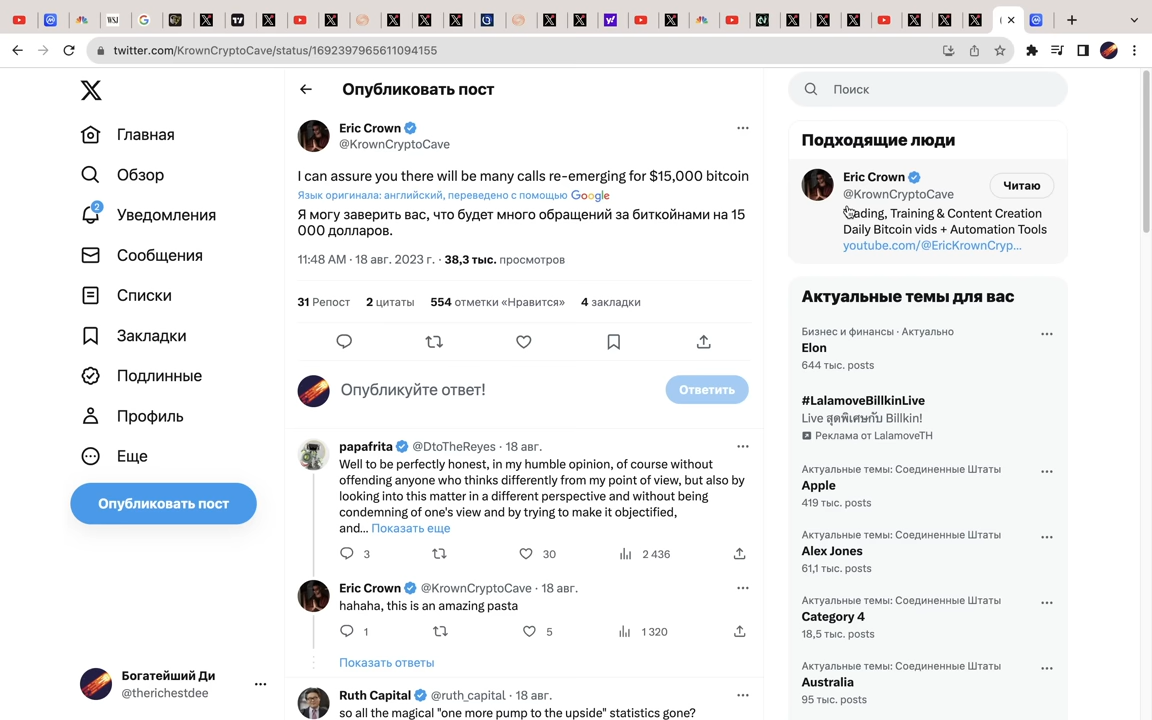 twitter.com/KrownCryptoCave/status/1692397965611094155
Главная
Обзор
2
Уведомления
Сообщения
Списки
Закладки
Подлинные
Профиль
Еще
Опубликовать пост
Богатейший Ди
@therichestdee
Опубликовать пост
Eric Crown
@KrownCryptoCave
I can assure you there will be many calls re-emerging for $15,000 bitcoin
Язык оригинала: английский, переведено с помощью Google
Я могу заверить вас, что будет много обращений за биткойнами на 15
000 долларов.
11:48 AM · 18 авг. 2023 г. · 38,3 тыс. просмотров
31 Репост 2 цитаты 554 отметки «Нравится» 4 закладки
Опубликуйте ответ!
Ответить
papafrita @DtoTheReyes · 18 авг.
Well to be perfectly honest, in my humble opinion, of course without
offending anyone who thinks differently from my point of view, but also by
looking into this matter in a different perspective and without being
condemning of one's view and by trying to make it objectified,
and... Показать еще
3 30 2 436
Eric Crown @KrownCryptoCave · 18 авг.
hahaha, this is an amazing pasta
1 5 1 320
Показать ответы
Ruth Capital @ruth_capital · 18 авг.
so all the magical "one more pump to the upside" statistics gone?
Поиск
Подходящие люди
Eric Crown
@KrownCryptoCave
Читаю
ading, Training & Content Creation
Daily Bitcoin vids + Automation Tools
youtube.com/@EricKrownCryp...
Актуальные темы для вас
Бизнес и финансы · Актуально
Elon
644 тыс. posts
#LalamoveBillkinLive
Live สุดพิเศษกับ Billkin!
Реклама от LalamoveTH
Актуальные темы: Соединенные Штаты
Apple
419 тыс. posts
Актуальные темы: Соединенные Штаты
Alex Jones
61,1 тыс. posts
Актуальные темы: Соединенные Штаты
Category 4
18,5 тыс. posts
Актуальные темы: Соединенные Штаты
Australia
95 тыс. posts